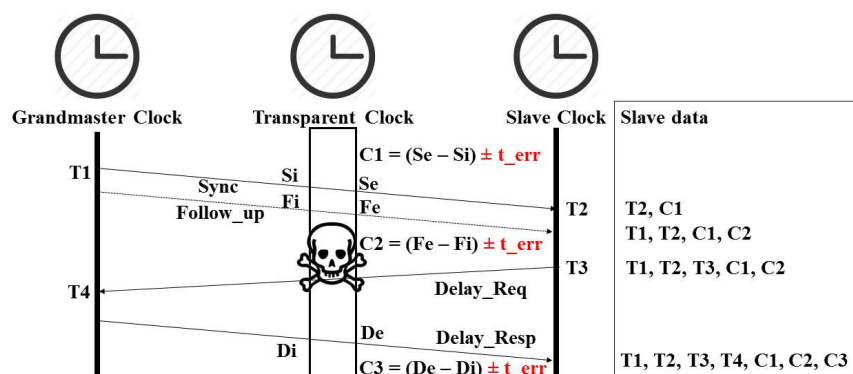 Grandmaster Clock Transparent Clock Slave Clock Slave data
C1 = (Se – Si) ± t_err
T1 Si
Sync Se
T2 T2, C1
Follow_up Fi Fe
T1, T2, C1, C2
C2 = (Fe – Fi) ± t_err
T3 T1, T2, T3, C1, C2
T4 Delay_Req
De Delay_Resp
Di
T1, T2, T3, T4, C1, C2, C3
C3 = (De – Di) ± t_err